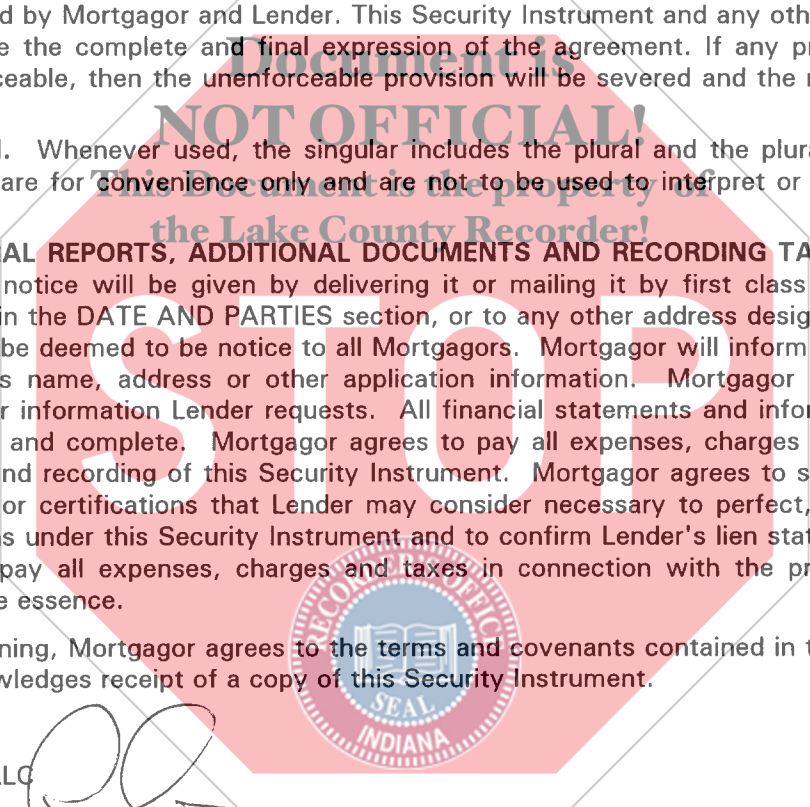 d by Mortgagor and Lender. This Security Instrument and any oth
e the complete and final expression of the agreement. If any p
Document is
ceable, then the unenforceable provision will be severed and the
NOT OFFICIAL!
. Whenever used, the singular includes the plural and the plur
are for convenience only and are not to be used to interpret or
This Document is the property of
the Lake County Recorder!
AL REPORTS, ADDITIONAL DOCUMENTS AND RECORDING TA
notice will be given by delivering it or mailing it by first class
in the DATE AND PARTIES section, or to any other address desig
be deemed to be notice to all Mortgagors. Mortgagor will inform
s name, address or other application information. Mortgagor
r information Lender requests. All financial statements and infor
and complete. Mortgagor agrees to pay all expenses, charges
nd recording of this Security Instrument. Mortgagor agrees to s
or certifications that Lender may consider necessary to perfect,
s under this Security Instrument and to confirm Lender's lien stat
pay all expenses, charges and taxes in connection with the pr
e essence.
STOP
ning, Mortgagor agrees to the terms and covenants contained in t
wledges receipt of a copy of this Security Instrument.
RECORDER'S OFFICE
SEAL
INDIANA
LLC